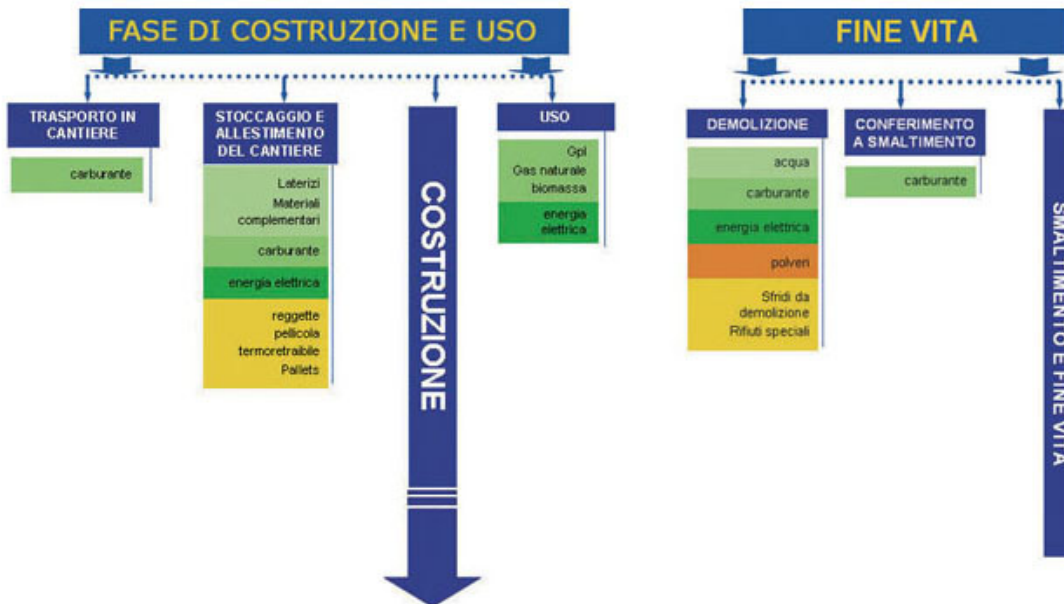 FASE DI COSTRUZIONE E USO
TRASPORTO IN
CANTIERE
carburante
STOCCAGGIO E
ALLESTIMENTO
DEL CANTIERE
Laterizi
Materiali
complementari
carburante
energia elettrica
reggette
pellicola
termoretraibile
Pallets
COSTRUZIONE
USO
Gpl
Gas naturale
biomassa
energia
elettrica
FINE VITA
DEMOLIZIONE
acqua
carburante
energia elettrica
polveri
Sfridi da
demolizione
Rifiuti speciali
CONFERIMENTO
A SMALTIMENTO
carburante
SMALTIMENTO E FINE VITA